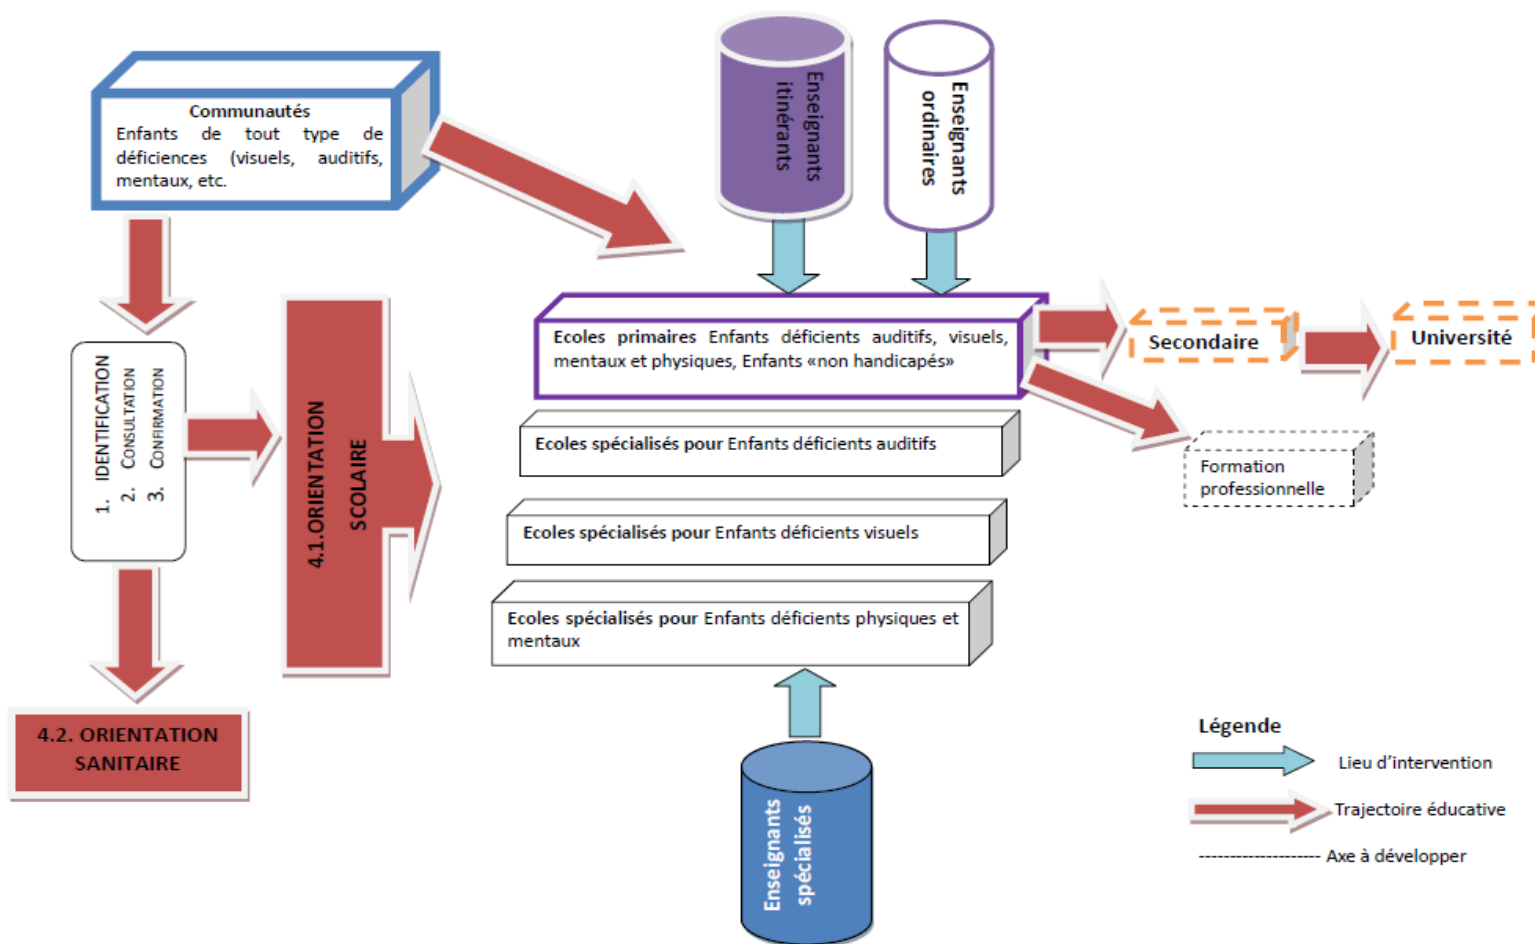 Communautés
Enfants de tout type de
déficiences (visuels, auditifs,
mentaux, etc.
Enseignants
itinérants
Enseignants
ordinaires
1. IDENTIFICATION
2. CONSULTATION
3. CONFIRMATION
4.1.ORIENTATION
SCOLAIRE
Ecoles primaires Enfants déficients auditifs, visuels,
mentaux et physiques, Enfants «non handicapés»
Secondaire
Université
Ecoles spécialisés pour Enfants déficients auditifs
Formation
professionnelle
Ecoles spécialisés pour Enfants déficients visuels
Ecoles spécialisés pour Enfants déficients physiques et
mentaux
4.2. ORIENTATION
SANITAIRE
Enseignants
spécialisés
Légende
Lieu d'intervention
Trajectoire éducative
Axe à développer